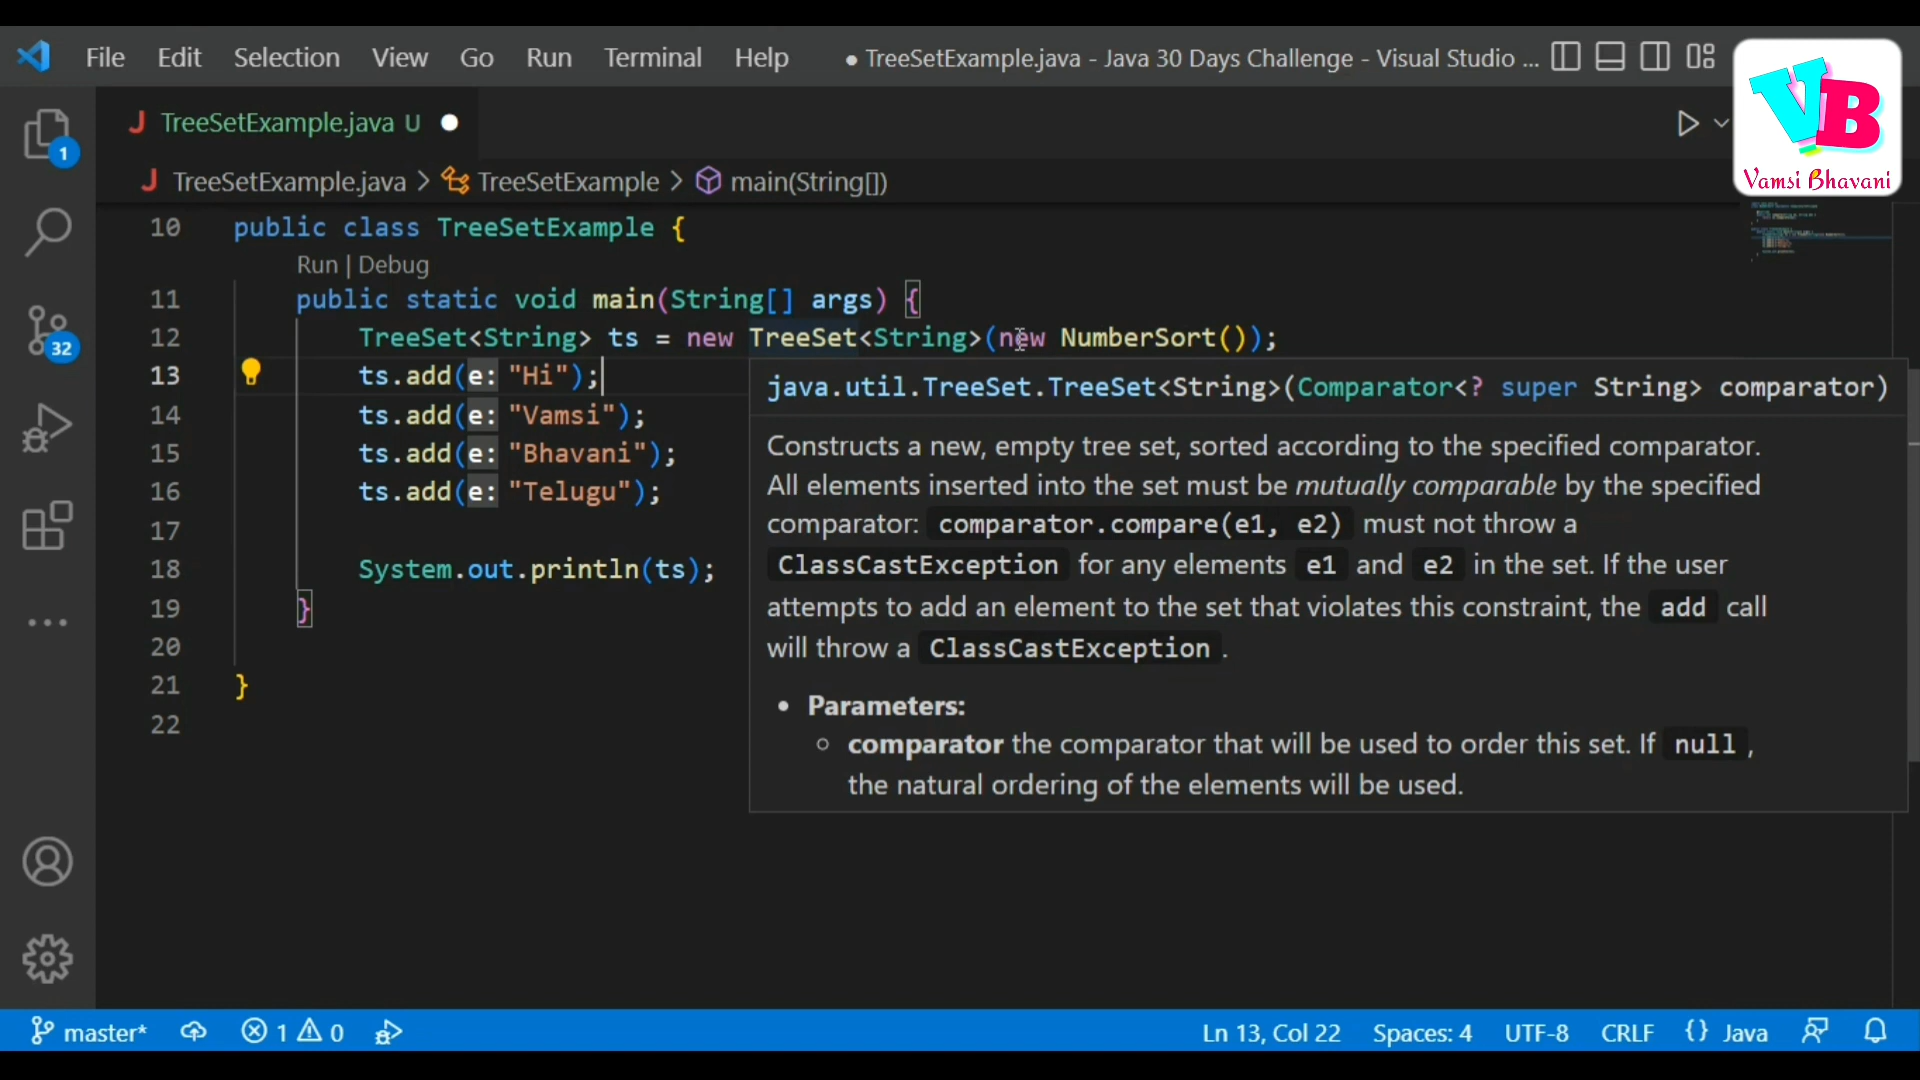 File Edit Selection View Go Run Terminal Help ● TreeSetExample.java - Java 30 Days Challenge - Visual Studio ...
VB
Vamsi Bhavani
1
TreeSetExample.java U
J TreeSetExample.java > TreeSetExample > main(String[])
10 public class TreeSetExample {
Run | Debug
11 public static void main(String[] args) {
12 TreeSet<String> ts = new TreeSet<String>(new NumberSort());
13 ts.add(e: "Hi");
14 ts.add(e: "Vamsi");
15 ts.add(e: "Bhavani");
16 ts.add(e: "Telugu");
17
18 System.out.println(ts);
19 }
20
21 }
22
32
java.util.TreeSet.TreeSet<String>(Comparator<? super String> comparator)
Constructs a new, empty tree set, sorted according to the specified comparator.
All elements inserted into the set must be mutually comparable by the specified
comparator: comparator.compare(e1, e2) must not throw a
ClassCastException for any elements e1 and e2 in the set. If the user
attempts to add an element to the set that violates this constraint, the add call
will throw a ClassCastException .
• Parameters:
○ comparator the comparator that will be used to order this set. If null ,
the natural ordering of the elements will be used.
master* 1 0 Ln 13, Col 22 Spaces: 4 UTF-8 CRLF {} Java